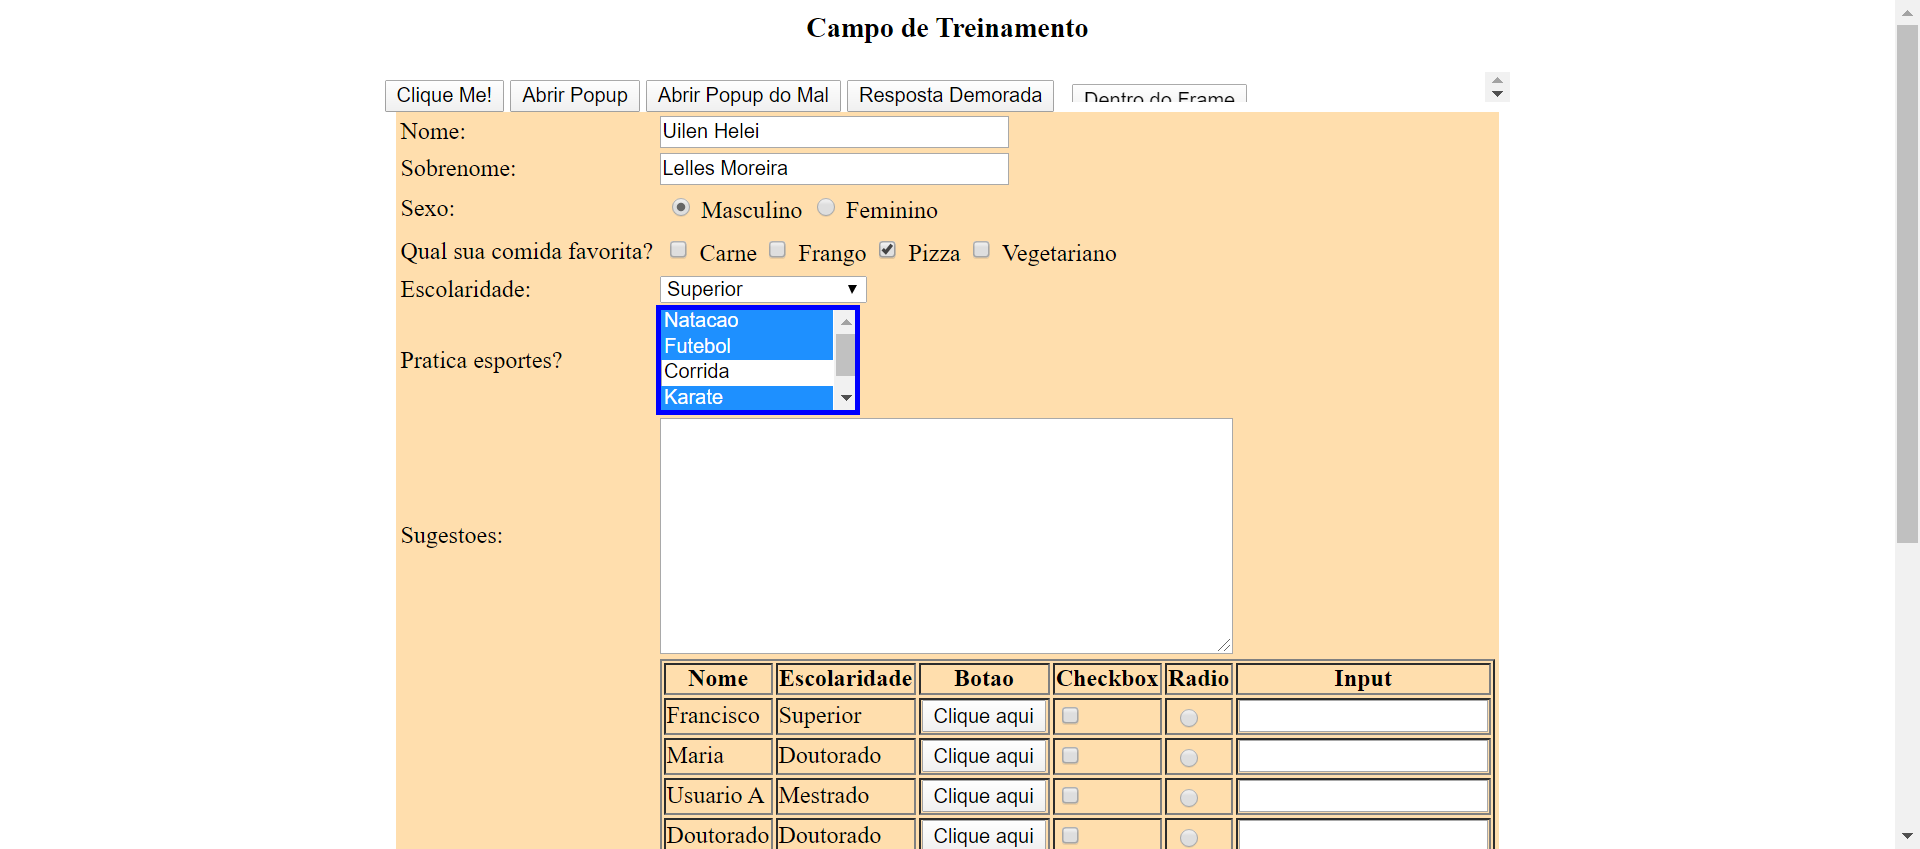 Campo de Treinamento
Clique Me! Abrir Popup Abrir Popup do Mal Resposta Demorada Dentro do Frame
Nome: Uilen Helei
Sobrenome: Lelles Moreira
Sexo: Masculino Feminino
Qual sua comida favorita? Carne Frango Pizza Vegetariano
Escolaridade: Superior
Natacao
Futebol
Pratica esportes? Corrida
Karate
Sugestoes:
Nome Escolaridade Botao Checkbox Radio Input
Francisco Superior Clique aqui
Maria Doutorado Clique aqui
Usuario A Mestrado Clique aqui
Doutorado Doutorado Clique aqui